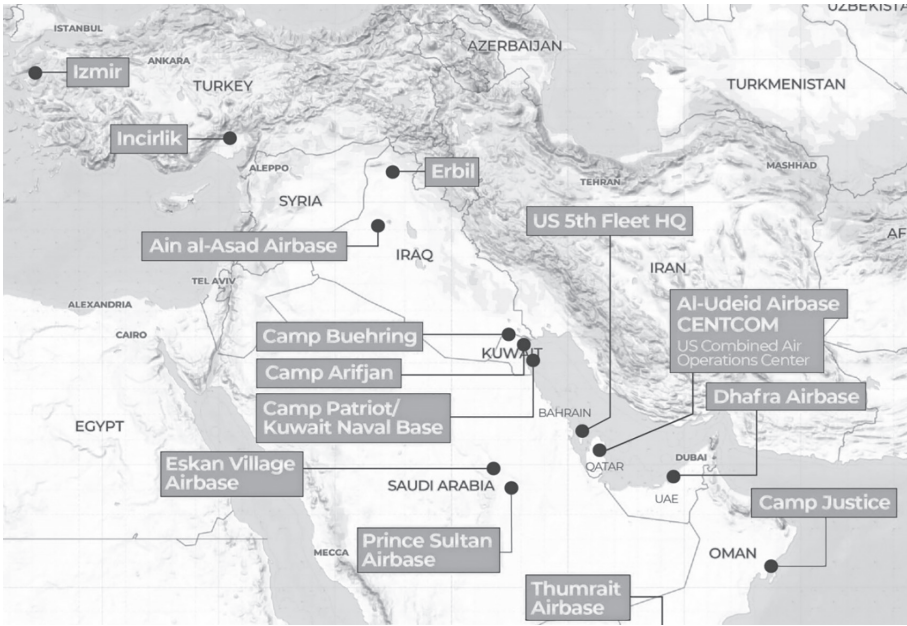 UZBEKISTA
ISTANBUL
AZERBAIJAN
Izmir
ANKARA
TURKEY
TURKMENISTAN
Incirlik
ALEPPO
Erbil
TEHRAN
MASHHAD
SYRIA
US 5th Fleet HQ
AF
Ain al-Asad Airbase
IRAQ
IRAN
TEL AVIV
ALEXANDRIA
Al-Udeid Airbase
CENTCOM
US Combined Air
Operations Center
CAIRO
Camp Buehring
KUWAIT
Camp Arifjan
Dhafra Airbase
Camp Patriot/
Kuwait Naval Base
BAHRAIN
EGYPT
Eskan Village
Airbase
QATAR
DUBAI
SAUDI ARABIA
UAE
Camp Justice
Prince Sultan
Airbase
MECCA
OMAN
Thumrait
Airbase